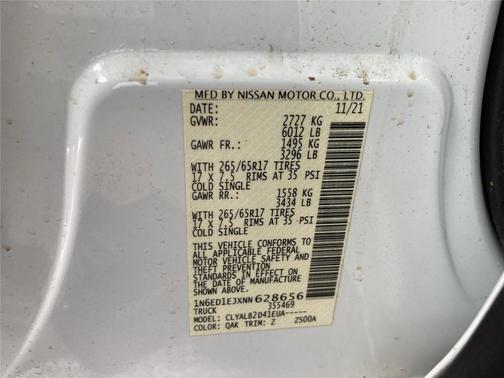 MFD BY NISSAN MOTOR CO., LTD.
DATE: 11/21
GVWR: 2727 KG
6012 LB
GAWR FR.: 1495 KG
3296 LB
WITH 265/65R17 TIRES
17 X 7.5 RIMS AT 35 PSI
COLD SINGLE
GAWR RR.: 1558 KG
3434 LB
WITH 265/65R17 TIRES
17 X 7.5 RIMS AT 35 PSI
COLD SINGLE
THIS VEHICLE CONFORMS TO
ALL APPLICABLE FEDERAL
MOTOR VEHICLE SAFETY AND
THEFT PREVENTION
STANDARDS IN EFFECT ON
THE DATE OF MANUFACTURE
SHOWN ABOVE.
1N6ED1EJXNN628656
TRUCK 355469
MODEL: CLYALB2D41EUA-----
COLOR: QAK TRIM: Z 2500A